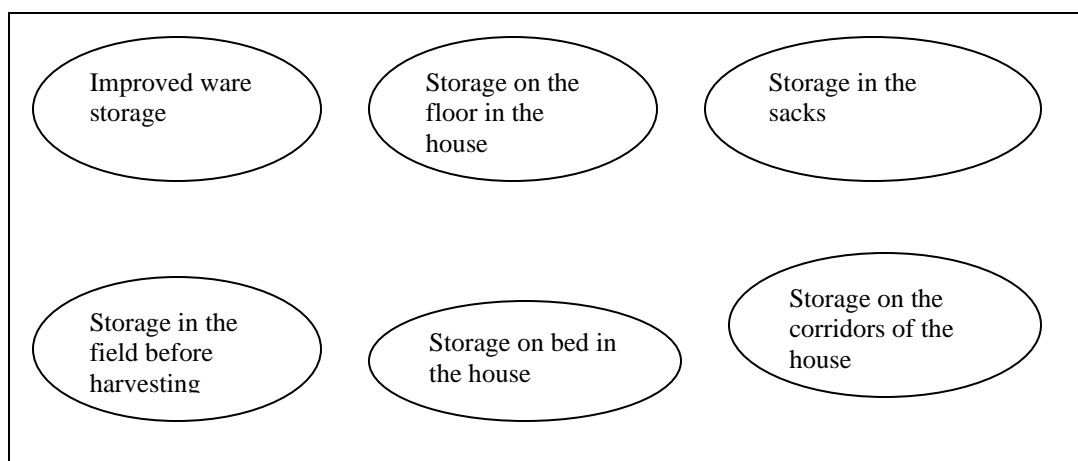 Improved ware
storage
Storage on the
floor in the
house
Storage in the
sacks
Storage in the
field before
harvesting
Storage on bed in
the house
Storage on the
corridors of the
house